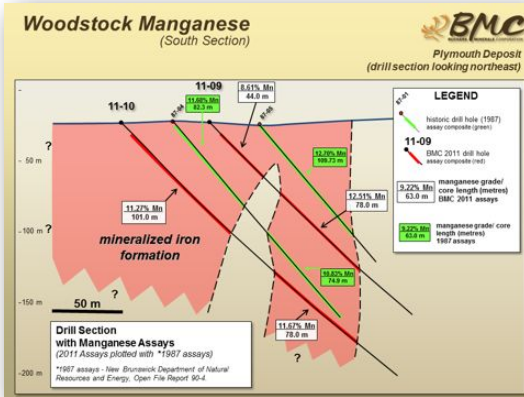 Woodstock Manganese
(South Section)
BMC
BUCHANS MINERALS CORPORATION
Plymouth Deposit
(drill section looking northeast)
11-10
87-04
11.08% Mn
82.3 m
11-09
8.61% Mn
44.0 m
87-05
LEGEND
87-01
historic drill hole (1987)
assay composite (green)
11-09
BMC 2011 drill hole
assay composite (red)
9.22% Mn
63.0 m
manganese grade/
core length (metres)
BMC 2011 assays
9.22% Mn
63.0 m
manganese grade/ core
length (metres)
1987 assays
- 50 m
- 100 m
- 150 m
- 200 m
?
?
?
?
?
12.70% Mn
109.73 m
11.27% Mn
101.0 m
12.51% Mn
78.0 m
mineralized iron
formation
10.82% Mn
74.9 m
11.67% Mn
78.0 m
50 m
Drill Section
with Manganese Assays
(2011 Assays plotted with *1987 assays)
*1987 assays - New Brunswick Department of Natural
Resources and Energy, Open File Report 90-4.